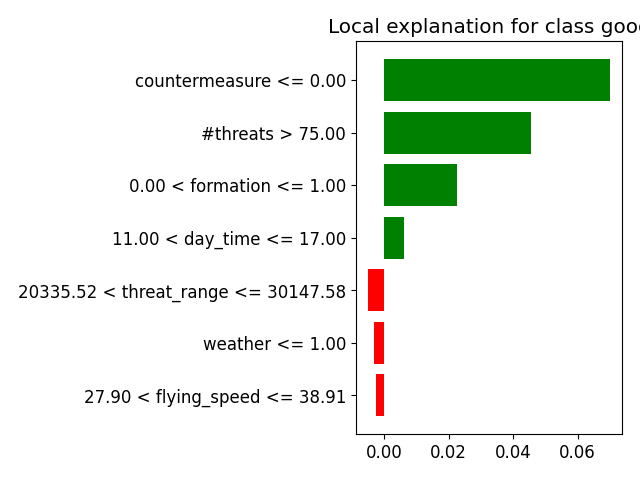 Local explanation for class good
countermeasure <= 0.00
#threats > 75.00
0.00 < formation <= 1.00
11.00 < day_time <= 17.00
20335.52 < threat_range <= 30147.58
weather <= 1.00
27.90 < flying_speed <= 38.91
0.00 0.02 0.04 0.06